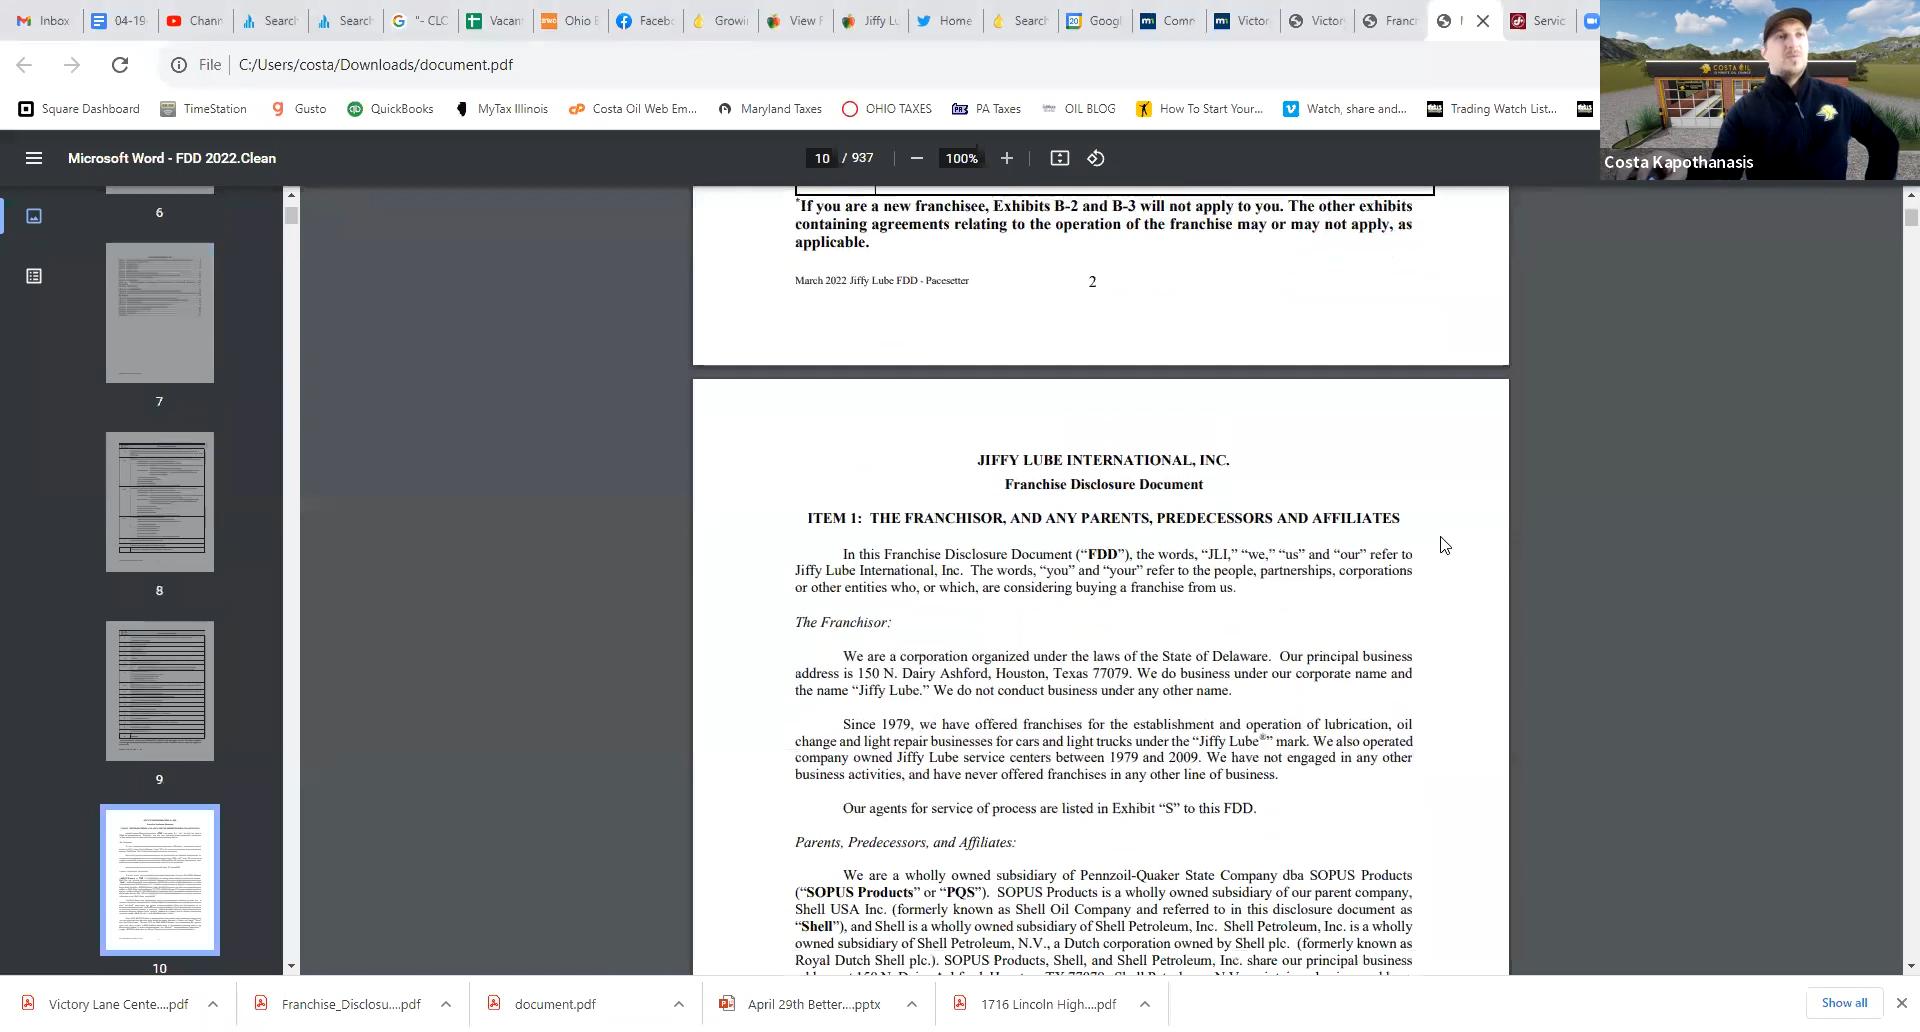 Inbox
04-19
Chann
Search
Search
"- CLC
Vacant
Ohio E
Faceb
Growi
View F
Jiffy Lu
Home
Search
Googl
Comm
Victor
Victory
Franch
Servic
File
C:/Users/costa/Downloads/document.pdf
Square Dashboard
TimeStation
Gusto
QuickBooks
MyTax Illinois
Costa Oil Web Em...
Maryland Taxes
OHIO TAXES
PA Taxes
OIL BLOG
How To Start Your...
Watch, share and...
Trading Watch List...
COSTA OIL
Costa Kapothanasis
Microsoft Word - FDD 2022.Clean
10 / 937
100%
6
7
8
9
10
*If you are a new franchisee, Exhibits B-2 and B-3 will not apply to you. The other exhibits
containing agreements relating to the operation of the franchise may or may not apply, as
applicable.
March 2022 Jiffy Lube FDD - Pacesetter
2
JIFFY LUBE INTERNATIONAL, INC.
Franchise Disclosure Document
ITEM 1: THE FRANCHISOR, AND ANY PARENTS, PREDECESSORS AND AFFILIATES
In this Franchise Disclosure Document (“FDD”), the words, “JLI,” “we,” “us” and “our” refer to
Jiffy Lube International, Inc. The words, “you” and “your” refer to the people, partnerships, corporations
or other entities who, or which, are considering buying a franchise from us.
The Franchisor:
We are a corporation organized under the laws of the State of Delaware. Our principal business
address is 150 N. Dairy Ashford, Houston, Texas 77079. We do business under our corporate name and
the name “Jiffy Lube.” We do not conduct business under any other name.
Since 1979, we have offered franchises for the establishment and operation of lubrication, oil
change and light repair businesses for cars and light trucks under the “Jiffy Lube®” mark. We also operated
company owned Jiffy Lube service centers between 1979 and 2009. We have not engaged in any other
business activities, and have never offered franchises in any other line of business.
Our agents for service of process are listed in Exhibit “S” to this FDD.
Parents, Predecessors, and Affiliates:
We are a wholly owned subsidiary of Pennzoil-Quaker State Company dba SOPUS Products
(“SOPUS Products” or “PQS”). SOPUS Products is a wholly owned subsidiary of our parent company,
Shell USA Inc. (formerly known as Shell Oil Company and referred to in this disclosure document as
“Shell”), and Shell is a wholly owned subsidiary of Shell Petroleum, Inc. Shell Petroleum, Inc. is a wholly
owned subsidiary of Shell Petroleum, N.V., a Dutch corporation owned by Shell plc. (formerly known as
Royal Dutch Shell plc.). SOPUS Products, Shell, and Shell Petroleum, Inc. share our principal business
Victory Lane Cente....pdf
Franchise_Disclosu....pdf
document.pdf
April 29th Better....pptx
1716 Lincoln High....pdf
Show all